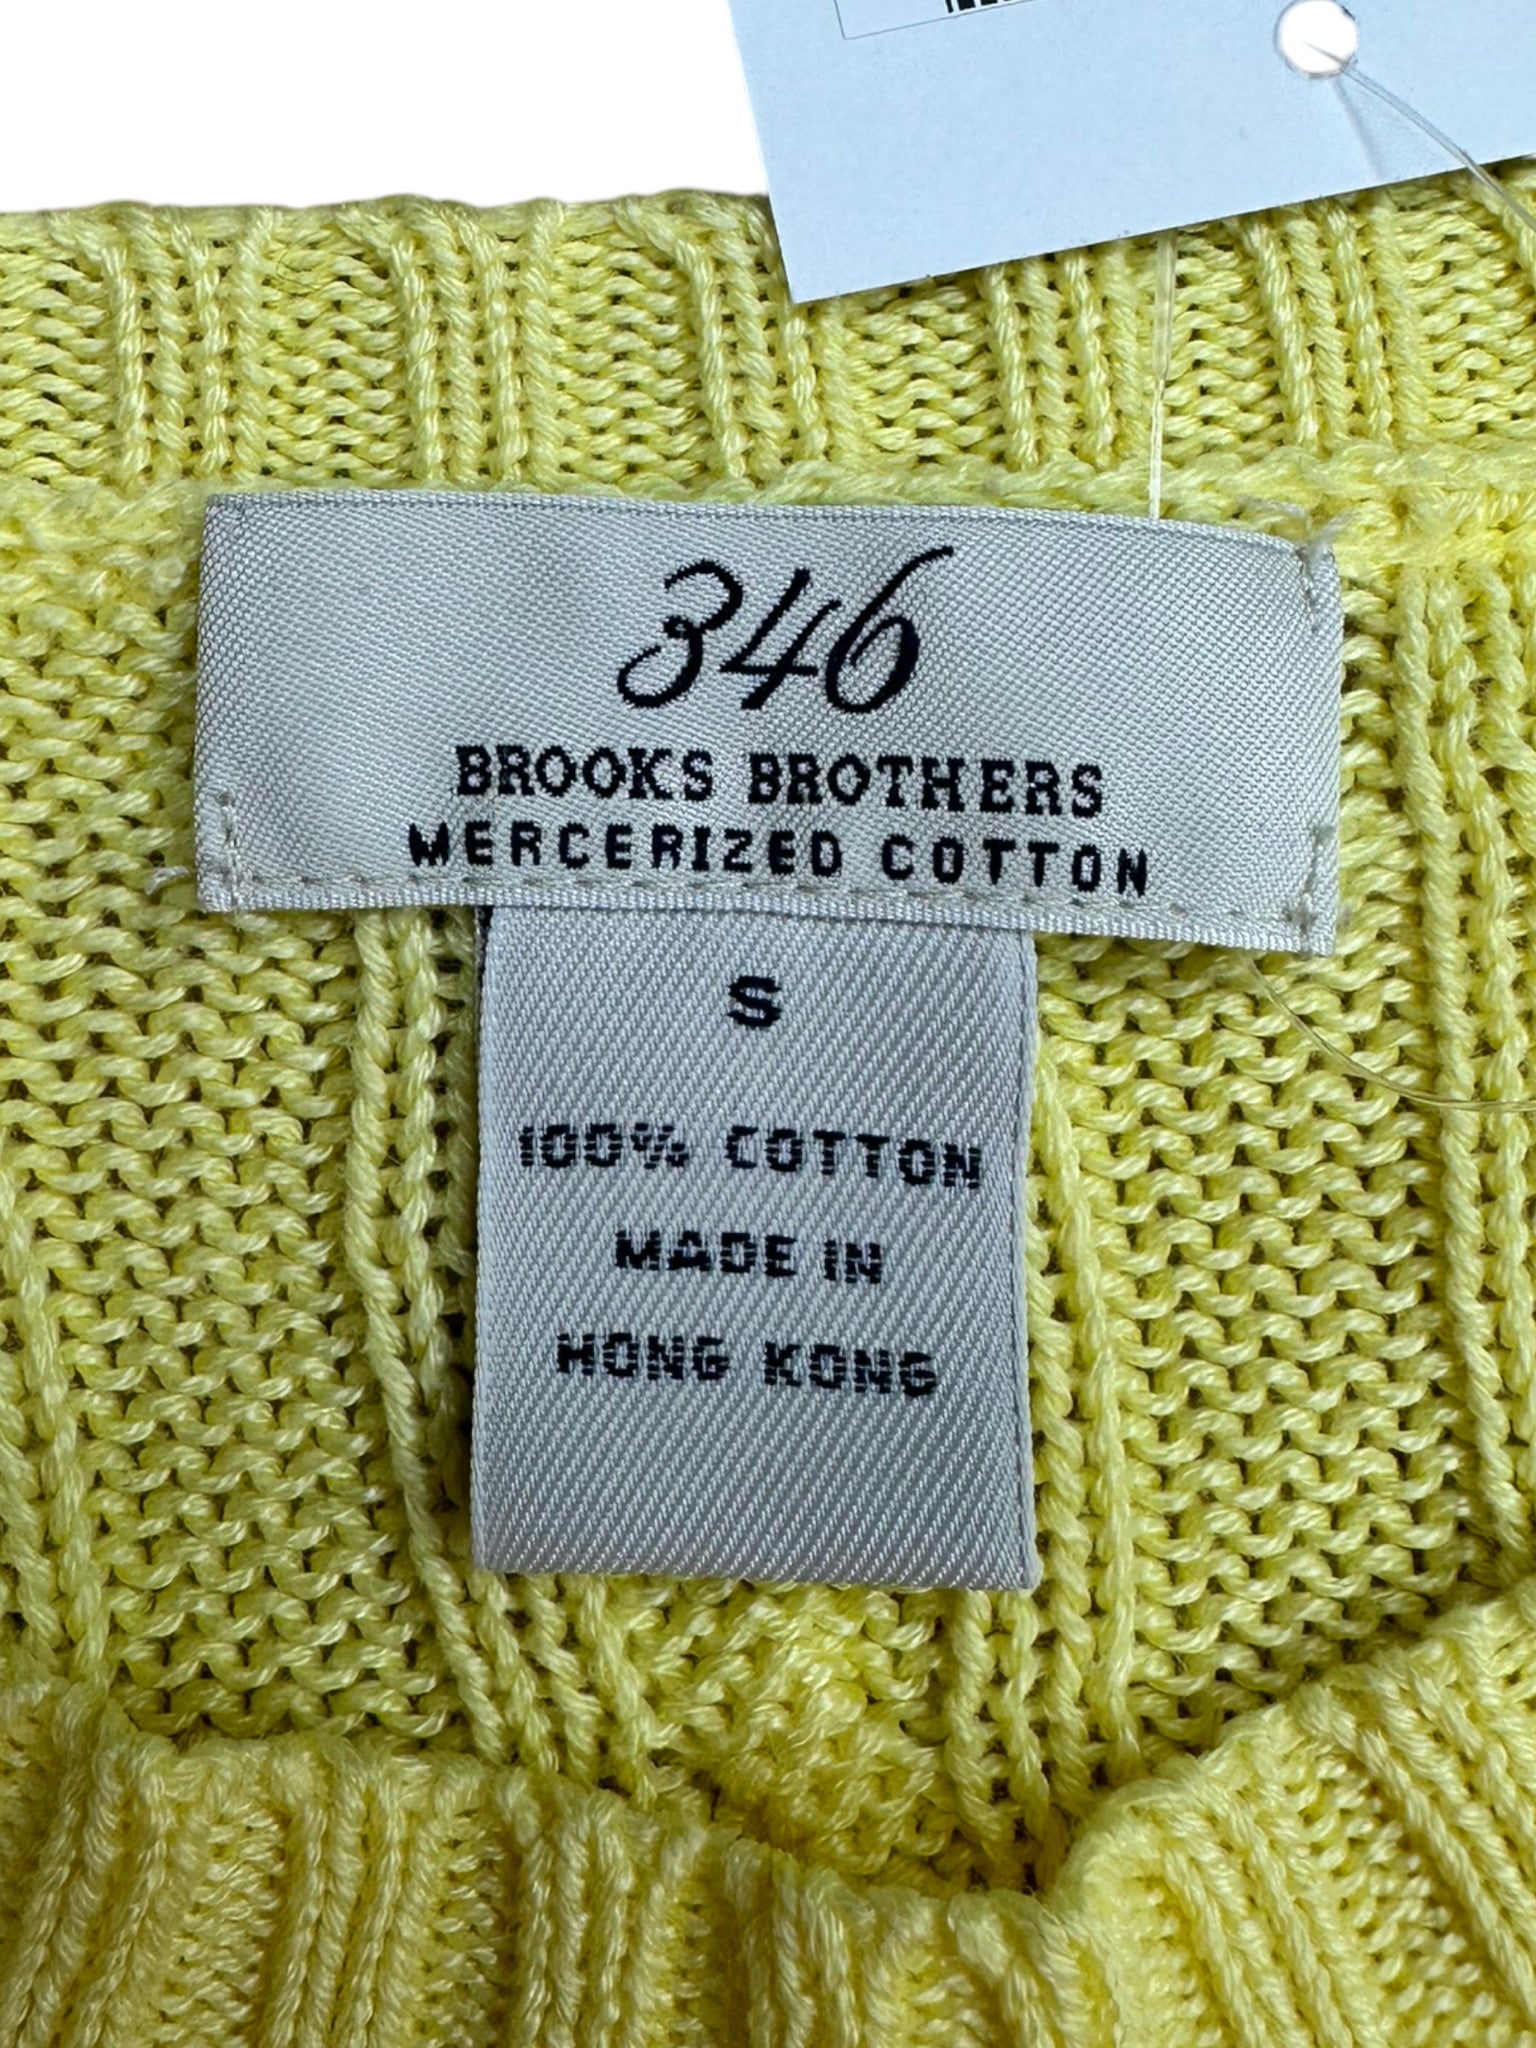 346
BROOKS BROTHERS
MERCERIZED COTTON
S
100% COTTON
MADE IN
HONG KONG